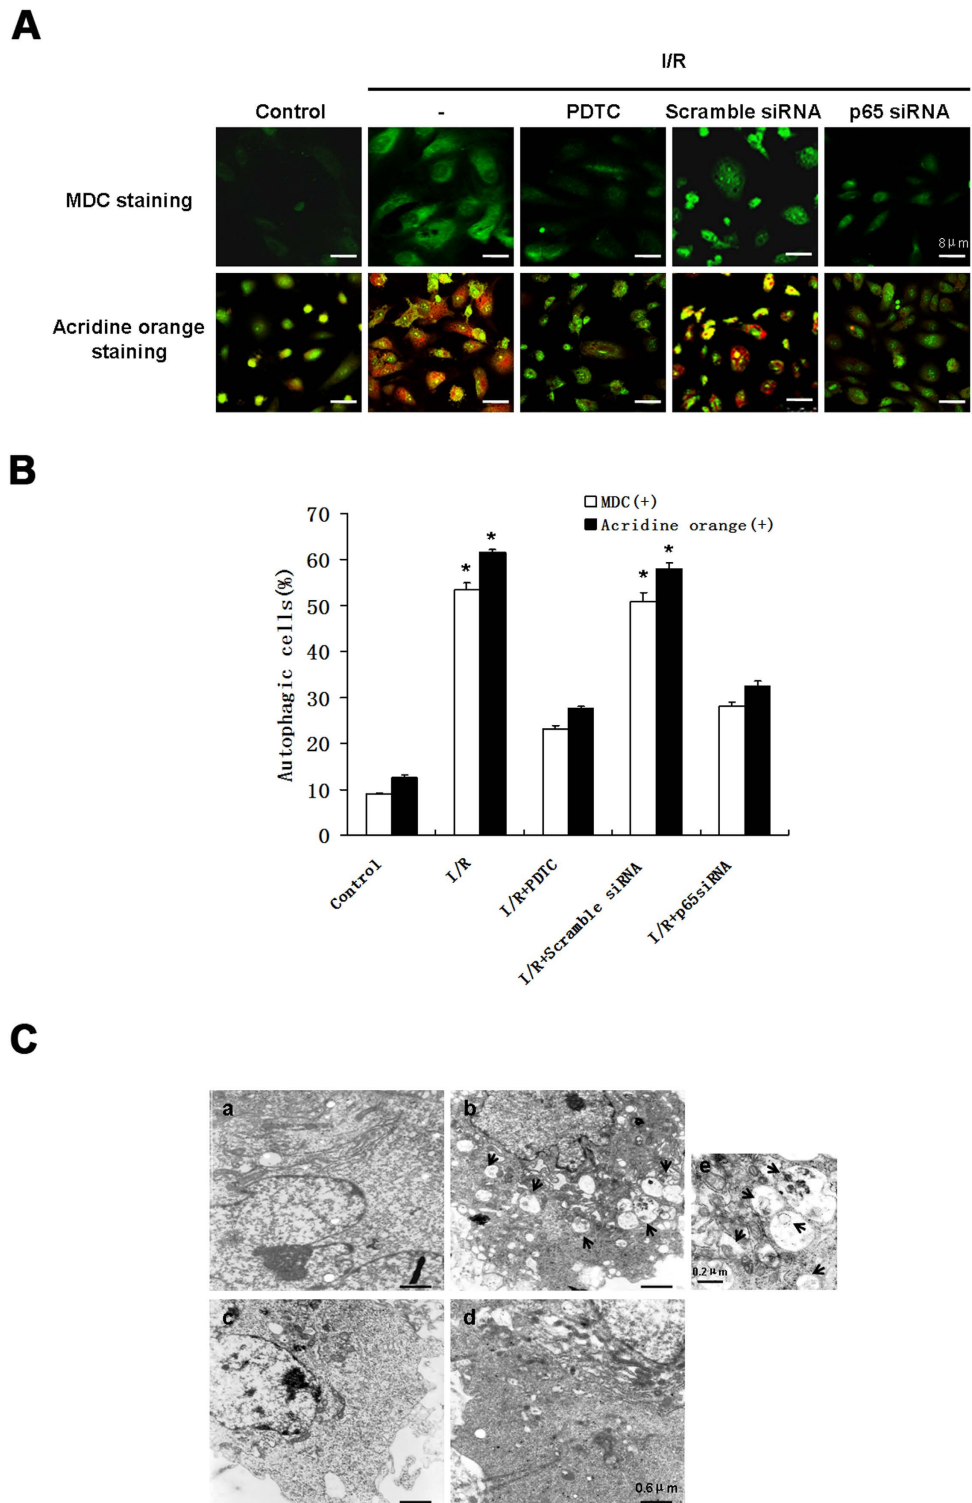 A
I/R
Control - PDTC Scramble siRNA p65 siRNA
MDC staining
8μm
Acridine orange
staining
B
MDC(+)
Acridine orange(+)
* * * *
Autophagic cells(%)
70
60
50
40
30
20
10
0
Control I/R I/R+PDTC I/R+Scramble siRNA I/R+p65siRNA
C
a b e
0.2μm
c d
0.6μm